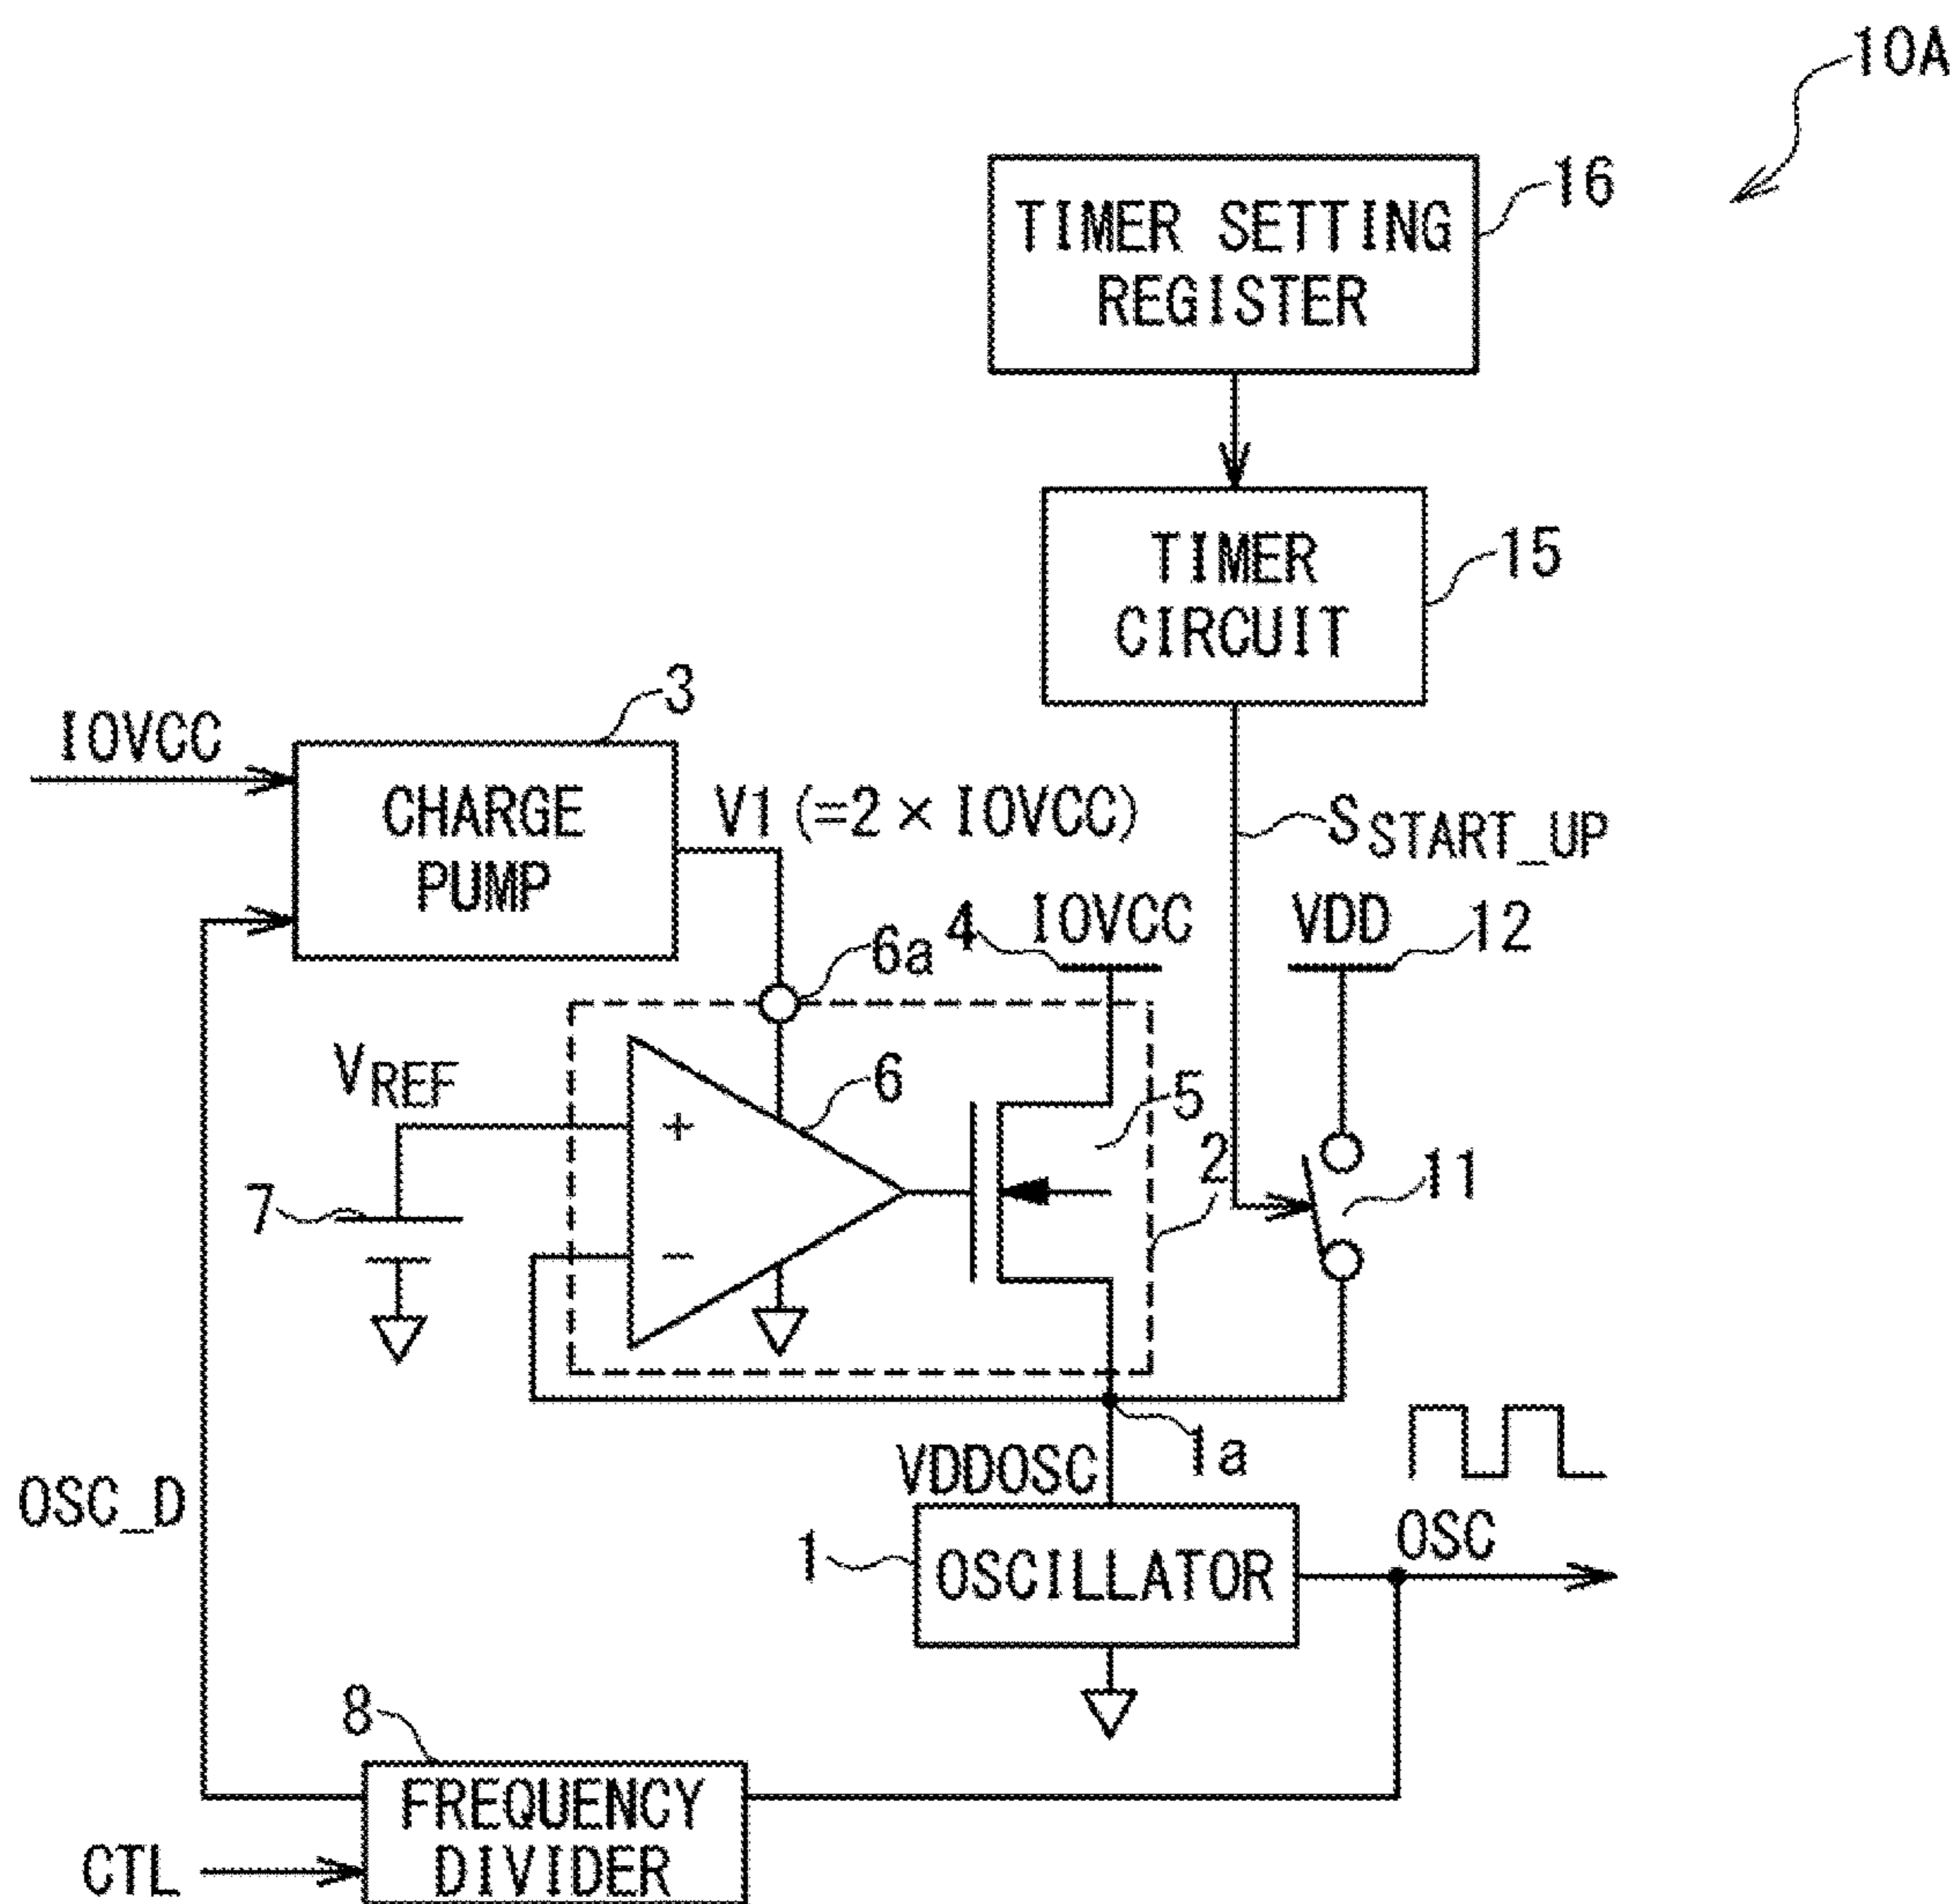 10A
16
TIMER SETTING
REGISTER
15
TIMER
CIRCUIT
3
IOVCC
CHARGE
PUMP
V1 (=2 × IOVCC)
SSTART_UP
4
IOVCC
VDD
12
6a
VREF
6
5
+
2
11
7
−
1a
VDDOSC
OSC_D
OSC
1
OSCILLATOR
8
FREQUENCY
DIVIDER
CTL